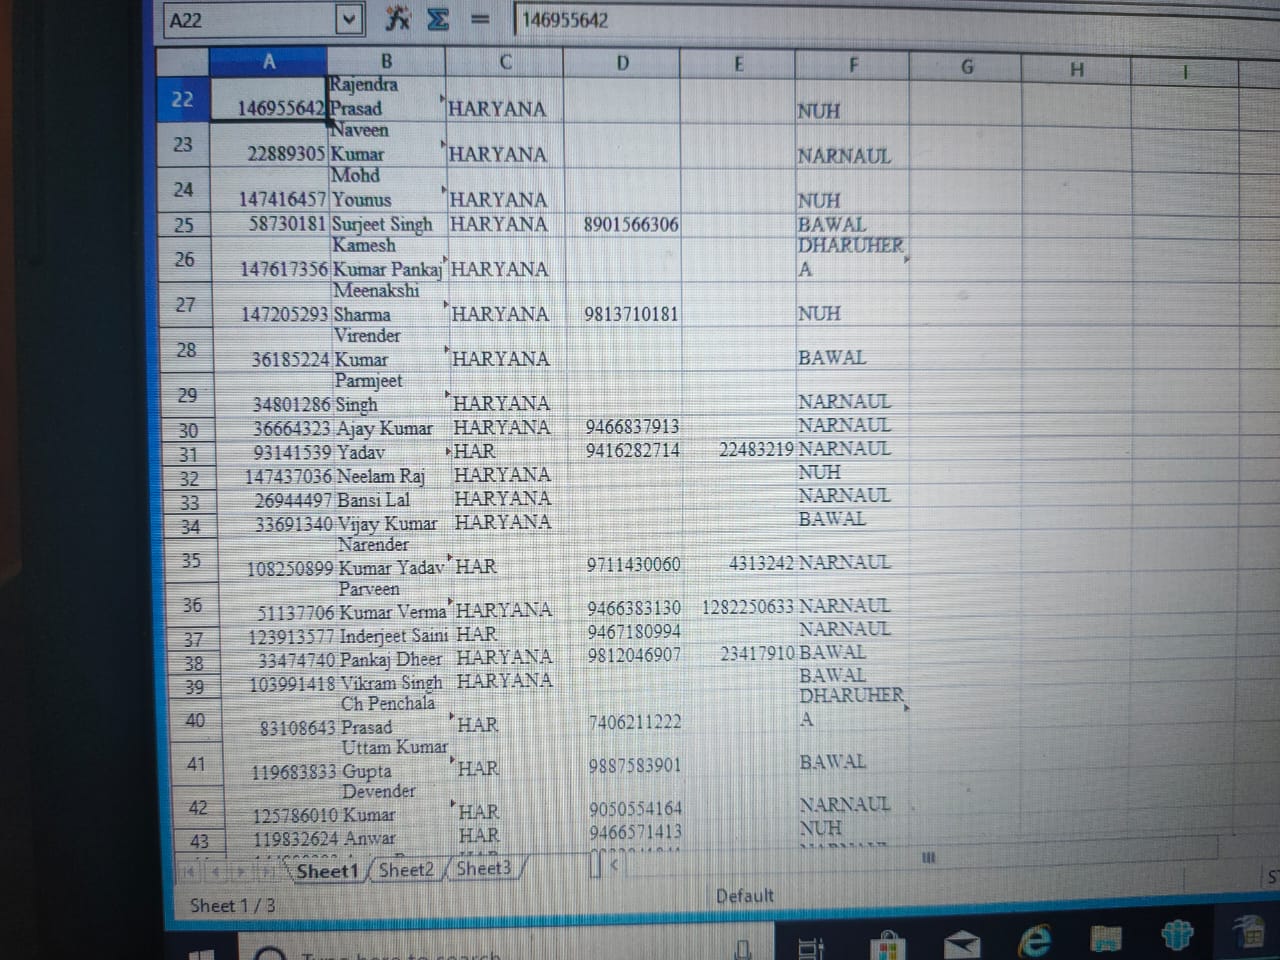 A22 146955642
A B C D E F G H I
22 146955642 Rajendra Prasad HARYANA NUH
23 22889305 Naveen Kumar HARYANA NARNAUL
24 147416457 Mohd Younus HARYANA NUH
25 58730181 Surjeet Singh HARYANA 8901566306 BAWAL
26 147617356 Kamesh Kumar Pankaj HARYANA DHARUHERA
27 147205293 Meenakshi Sharma HARYANA 9813710181 NUH
28 36185224 Virender Kumar HARYANA BAWAL
29 34801286 Parmjeet Singh HARYANA NARNAUL
30 36664323 Ajay Kumar HARYANA 9466837913 NARNAUL
31 93141539 Yadav HAR 9416282714 22483219 NARNAUL
32 147437036 Neelam Raj HARYANA NUH
33 26944497 Bansi Lal HARYANA NARNAUL
34 33691340 Vijay Kumar HARYANA BAWAL
35 108250899 Narender Kumar Yadav HAR 9711430060 4313242 NARNAUL
36 51137706 Parveen Kumar Verma HARYANA 9466383130 1282250633 NARNAUL
37 123913577 Inderjeet Saini HAR 9467180994 NARNAUL
38 33474740 Pankaj Dheer HARYANA 9812046907 23417910 BAWAL
39 103991418 Vikram Singh HARYANA BAWAL
40 83108643 Ch Penchala Prasad HAR 7406211222 DHARUHERA
41 119683833 Uttam Kumar Gupta HAR 9887583901 BAWAL
42 125786010 Devender Kumar HAR 9050554164 NARNAUL
43 119832624 Anwar HAR 9466571413 NUH
Sheet1 Sheet2 Sheet3
Sheet 1 / 3 Default